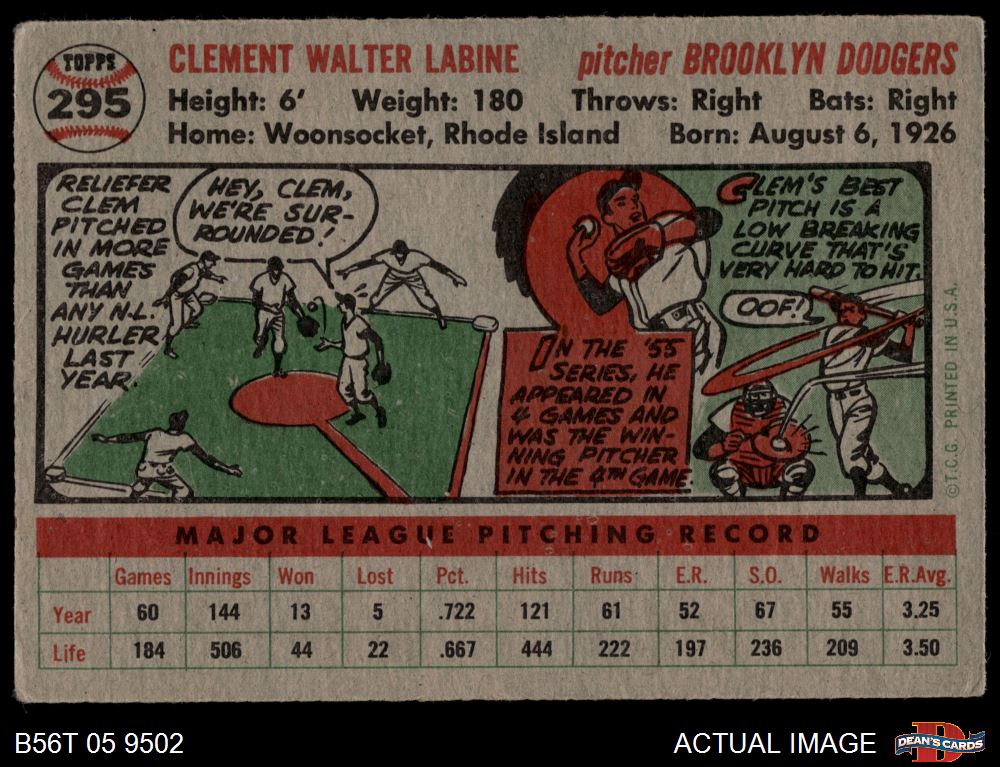 TOPPS
295
CLEMENT WALTER LABINE pitcher BROOKLYN DODGERS
Height: 6' Weight: 180 Throws: Right Bats: Right
Home: Woonsocket, Rhode Island Born: August 6, 1926
RELIEFER
CLEM
PITCHED
IN MORE
GAMES
THAN
ANY N.L.
HURLER
LAST
YEAR.
HEY, CLEM,
WE'RE SUR-
ROUNDED!
IN THE '55
SERIES, HE
APPEARED IN
4 GAMES AND
WAS THE WIN-
NING PITCHER
IN THE 4TH GAME.
CLEM'S BEST
PITCH IS A
LOW BREAKING
CURVE THAT'S
VERY HARD TO HIT.
OOF!
©T.C.G. PRINTED IN U.S.A.
MAJOR LEAGUE PITCHING RECORD
Games Innings Won Lost Pct. Hits Runs E.R. S.O. Walks E.R.Avg.
Year 60 144 13 5 .722 121 61 52 67 55 3.25
Life 184 506 44 22 .667 444 222 197 236 209 3.50
B56T 05 9502
ACTUAL IMAGE
D
DEAN'S CARDS